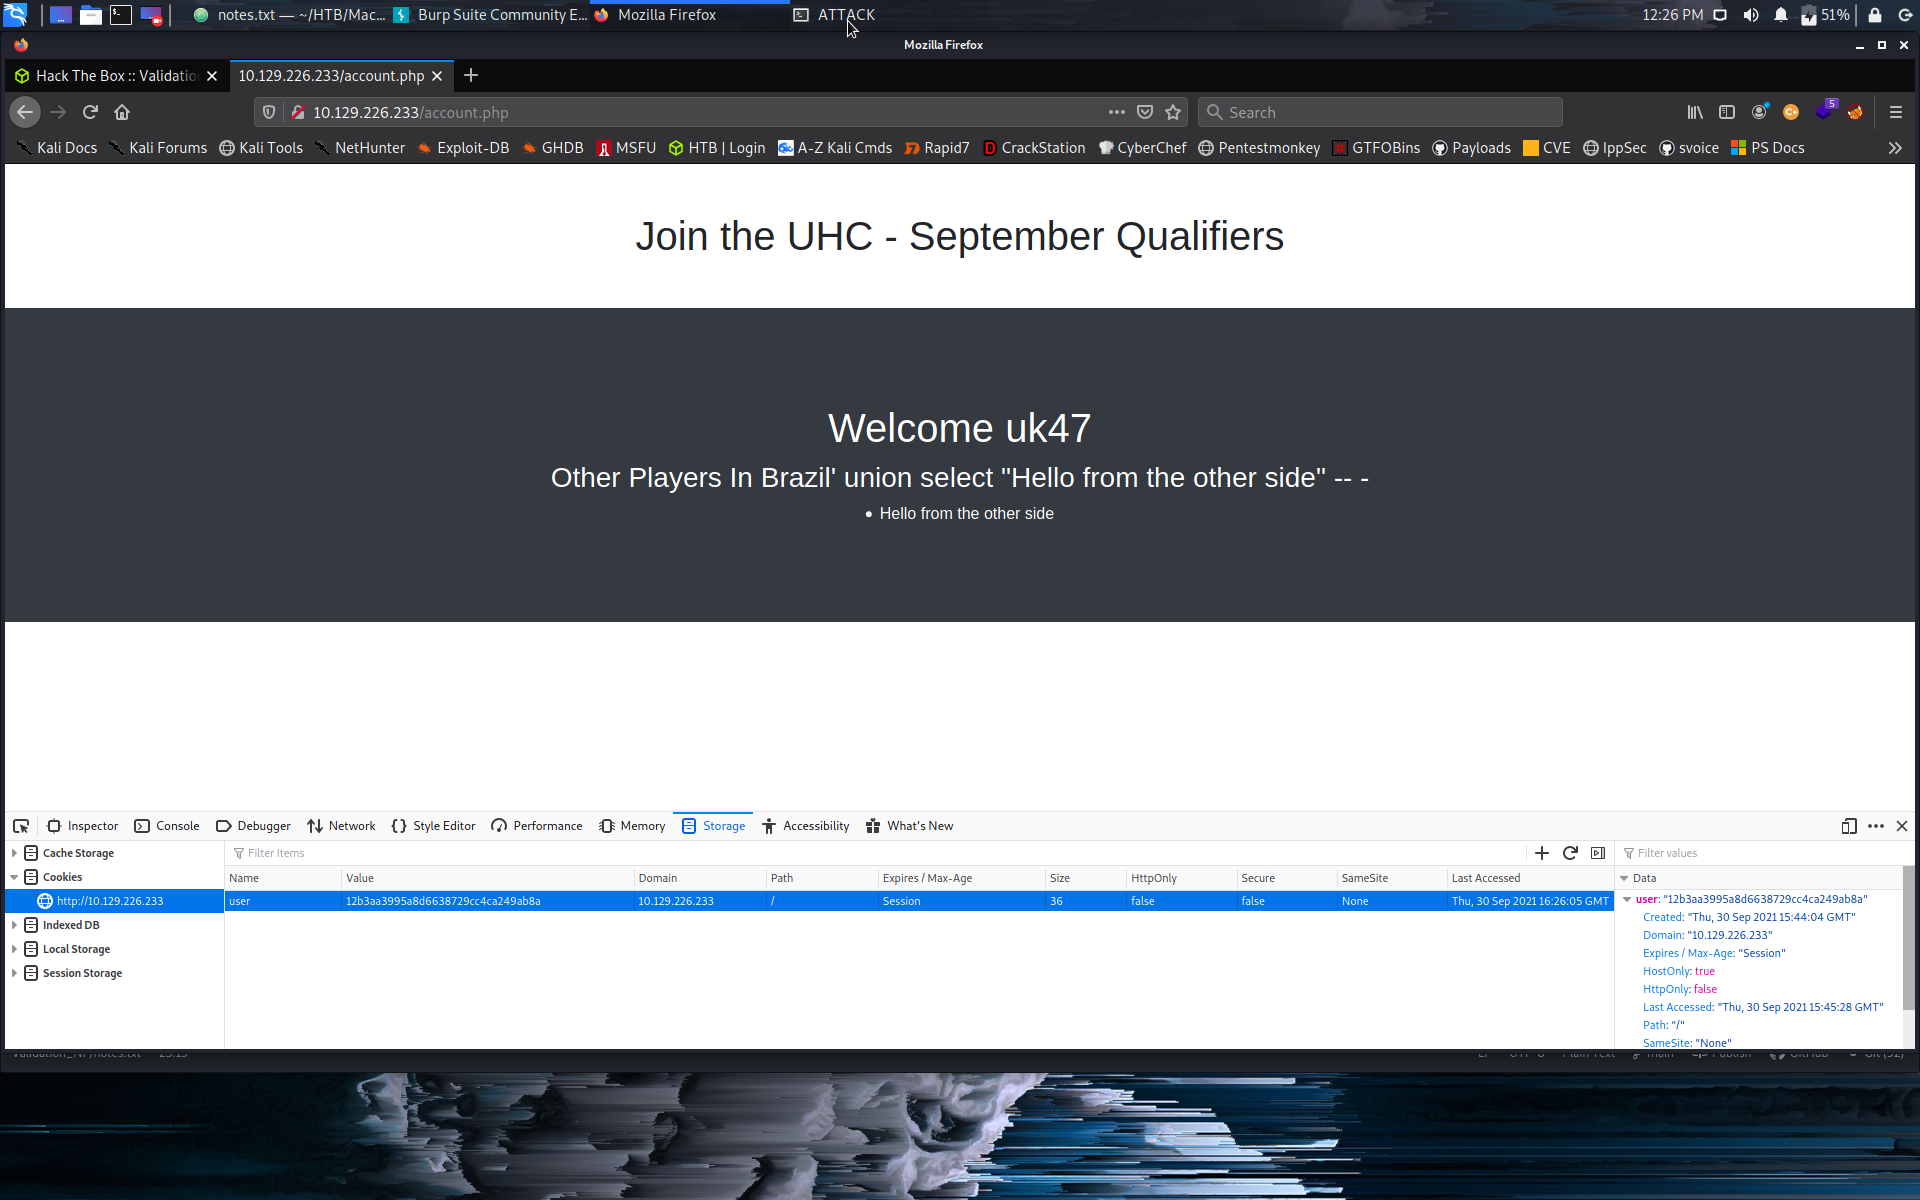 notes.txt — ~/HTB/Mac... Burp Suite Community E... Mozilla Firefox ATTACK 12:26 PM 51%
Mozilla Firefox
Hack The Box :: Validatio 10.129.226.233/account.php
10.129.226.233/account.php Search 5
Kali Docs Kali Forums Kali Tools NetHunter Exploit-DB GHDB MSFU HTB | Login A-Z Kali Cmds Rapid7 CrackStation CyberChef Pentestmonkey GTFOBins Payloads CVE IppSec svoice PS Docs
Join the UHC - September Qualifiers
Welcome uk47
Other Players In Brazil' union select "Hello from the other side" -- -
• Hello from the other side
Inspector Console Debugger Network Style Editor Performance Memory Storage Accessibility What's New
Cache Storage
Cookies
http://10.129.226.233
Indexed DB
Local Storage
Session Storage
Filter Items
Name Value Domain Path Expires / Max-Age Size HttpOnly Secure SameSite Last Accessed
user 12b3aa3995a8d6638729cc4ca249ab8a 10.129.226.233 / Session 36 false false None Thu, 30 Sep 2021 16:26:05 GMT
Filter values
Data
user: "12b3aa3995a8d6638729cc4ca249ab8a"
Created: "Thu, 30 Sep 2021 15:44:04 GMT"
Domain: "10.129.226.233"
Expires / Max-Age: "Session"
HostOnly: true
HttpOnly: false
Last Accessed: "Thu, 30 Sep 2021 15:45:28 GMT"
Path: "/"
SameSite: "None"